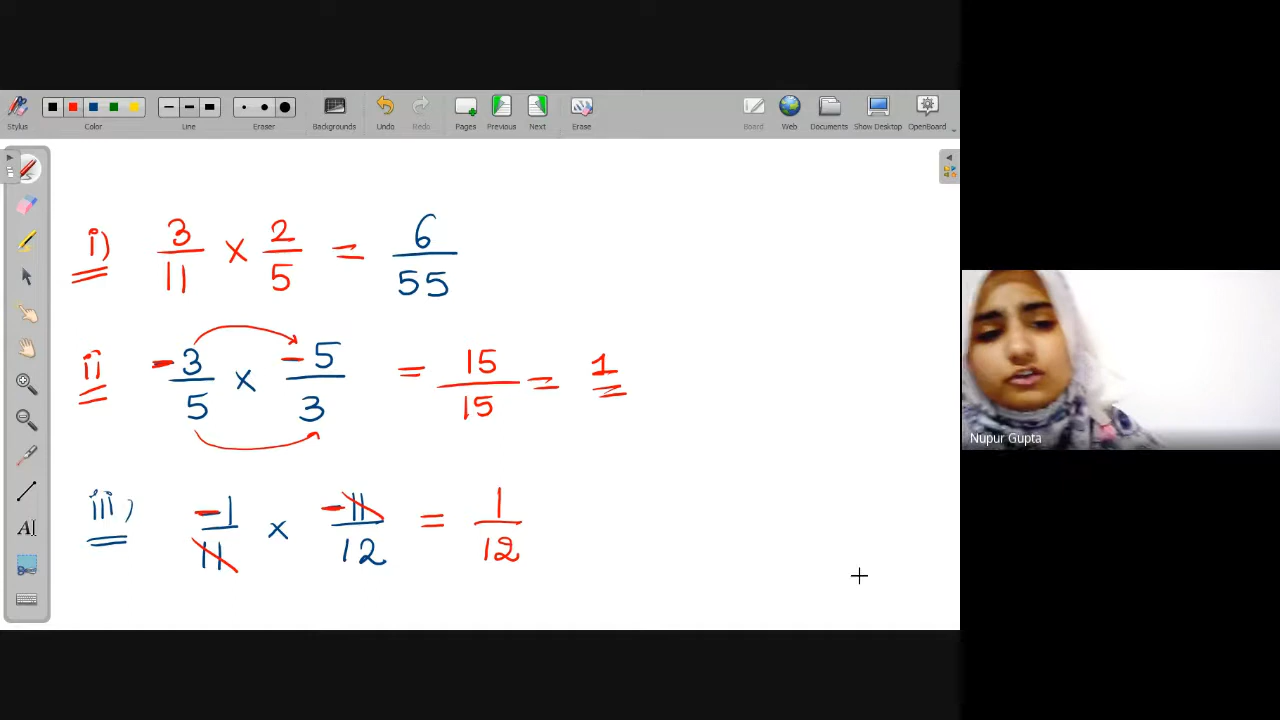 Stylus Color Line Eraser Backgrounds Undo Redo Pages Previous Next Erase Board Web Documents Show Desktop OpenBoard
i) 3/11 × 2/5 = 6/55
ii -3/5 × -5/3 = 15/15 = 1
iii) -1/11 × -11/12 = 1/12
AI
Nupur Gupta